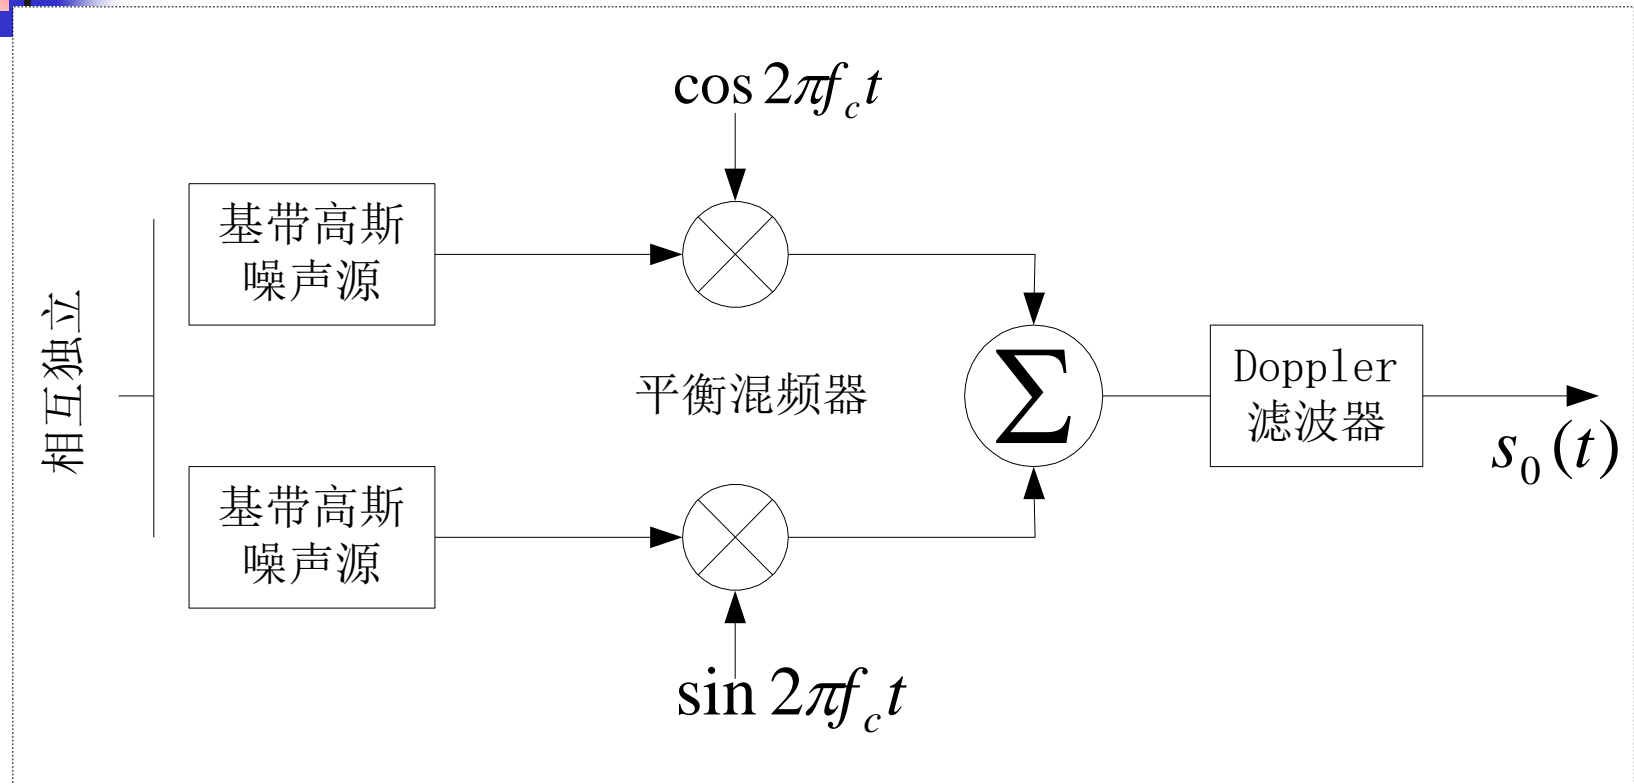 cos 2πf_c t
基带高斯
噪声源
相互独立
平衡混频器
Σ
Doppler
滤波器
s_0(t)
基带高斯
噪声源
sin 2πf_c t